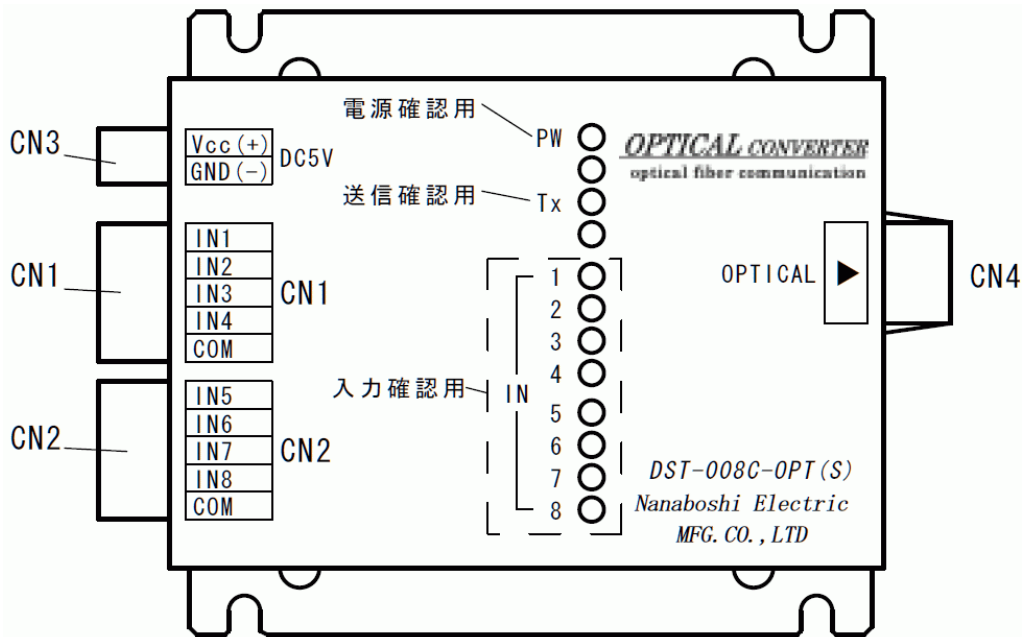 電源確認用
PW
OPTICAL CONVERTER
optical fiber communication
CN3
Vcc(+)
GND(-)
DC5V
送信確認用
Tx
CN1
IN1
IN2
IN3
IN4
COM
CN1
OPTICAL
CN4
入力確認用
IN
1
2
3
4
5
6
7
8
CN2
IN5
IN6
IN7
IN8
COM
CN2
DST-008C-OPT(S)
Nanaboshi Electric
MFG.CO.,LTD